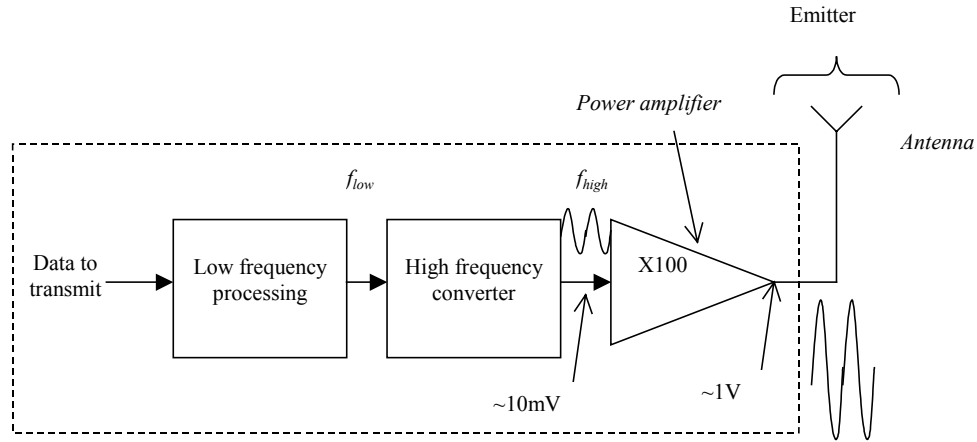 Emitter
Power amplifier
Antenna
f_low
f_high
Data to
transmit
Low frequency
processing
High frequency
converter
X100
~10mV
~1V